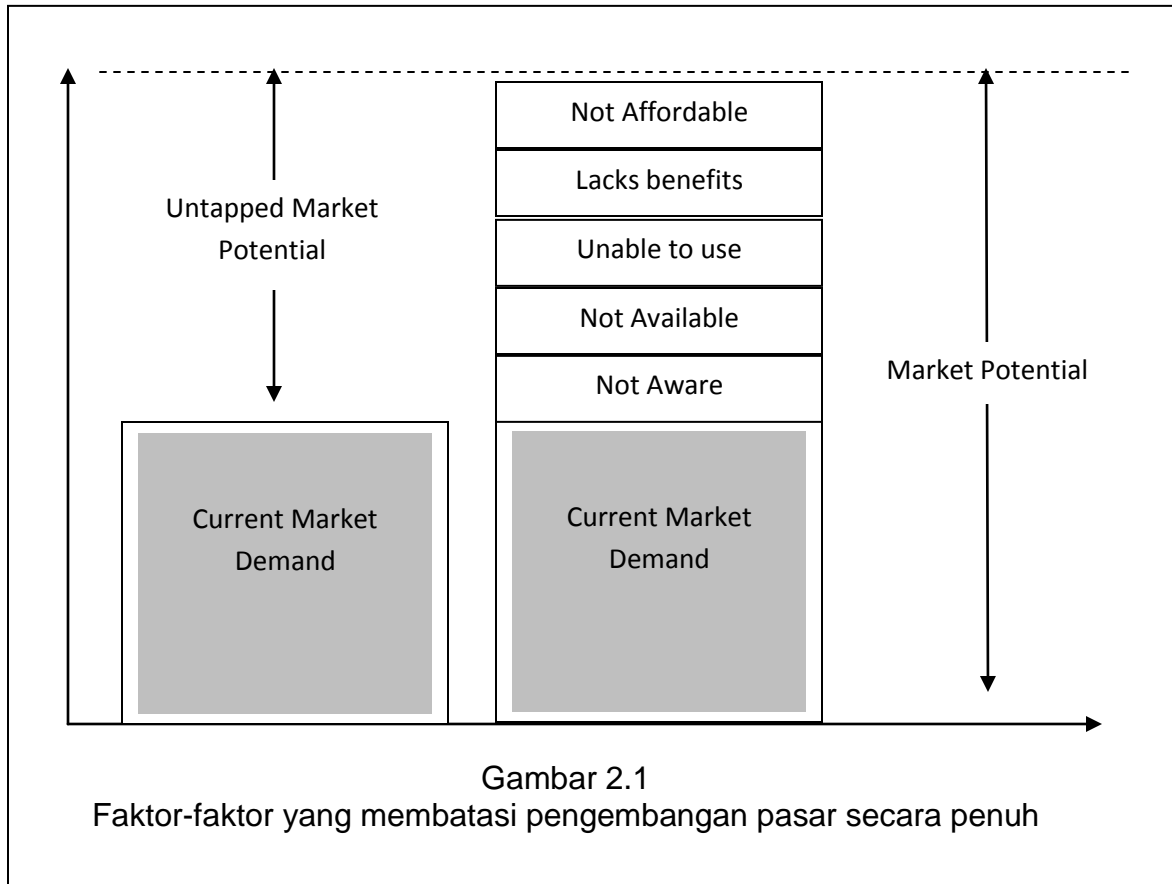 Not Affordable
Lacks benefits
Untapped Market
Potential
Unable to use
Not Available
Not Aware
Market Potential
Current Market
Demand
Current Market
Demand
Gambar 2.1
Faktor-faktor yang membatasi pengembangan pasar secara penuh